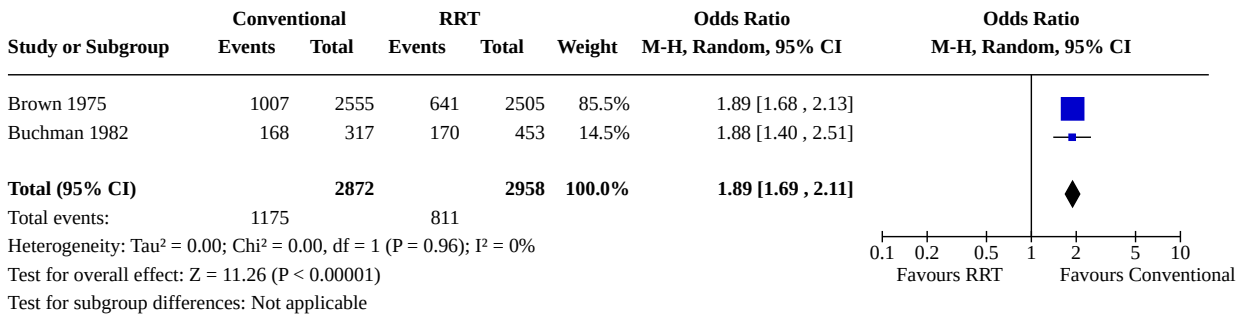 Conventional RRT Odds Ratio Odds Ratio
Study or Subgroup Events Total Events Total Weight M-H, Random, 95% CI M-H, Random, 95% CI
Brown 1975 1007 2555 641 2505 85.5% 1.89 [1.68 , 2.13]
Buchman 1982 168 317 170 453 14.5% 1.88 [1.40 , 2.51]
Total (95% CI) 2872 2958 100.0% 1.89 [1.69 , 2.11]
Total events: 1175 811
Heterogeneity: Tau² = 0.00; Chi² = 0.00, df = 1 (P = 0.96); I² = 0%
0.1 0.2 0.5 1 2 5 10
Test for overall effect: Z = 11.26 (P < 0.00001)
Favours RRT Favours Conventional
Test for subgroup differences: Not applicable